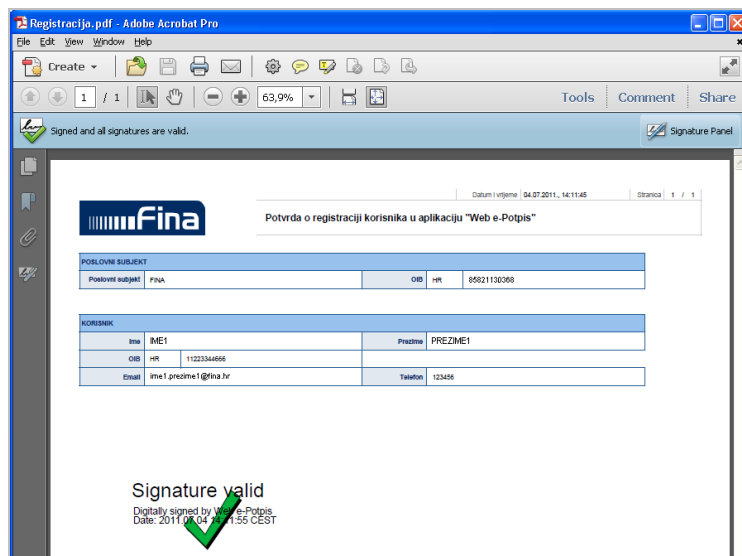 Registracija.pdf - Adobe Acrobat Pro
File Edit View Window Help
Create
1 / 1 63,9% Tools Comment Share
Signed and all signatures are valid. Signature Panel
Datum i vrijeme 04.07.2011., 14:11:45 Stranica 1 / 1
Fina
Potvrda o registraciji korisnika u aplikaciju "Web e-Potpis"
POSLOVNI SUBJEKT
Poslovni subjekt FINA OIB HR 85821130368
KORISNIK
Ime IME1 Prezime PREZIME1
OIB HR 11223344666
Email ime1.prezime1@fina.hr Telefon 123456
Signature valid
Digitally signed by Web e-Potpis
Date: 2011.07.04 14:11:55 CEST